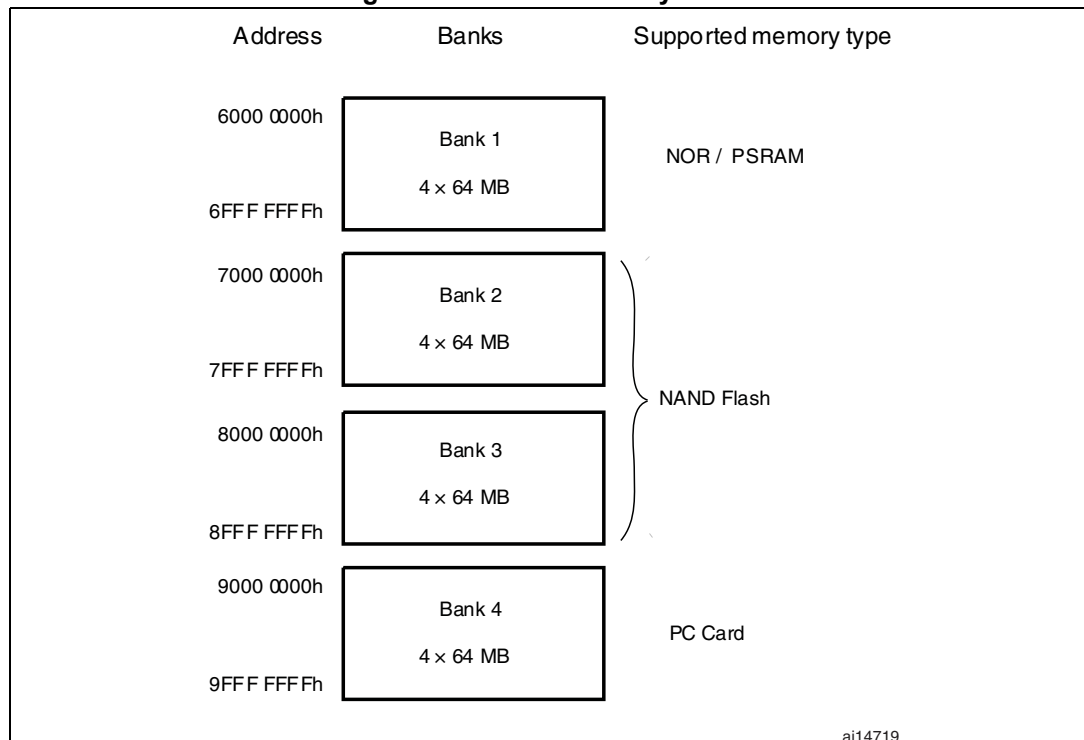 Address Banks Supported memory type
6000 0000h
Bank 1
NOR / PSRAM
4 × 64 MB
6FFF FFFFh
7000 0000h
Bank 2
4 × 64 MB
7FFF FFFFh
NAND Flash
8000 0000h
Bank 3
4 × 64 MB
8FFF FFFFh
9000 0000h
Bank 4
PC Card
4 × 64 MB
9FFF FFFFh
ai14719